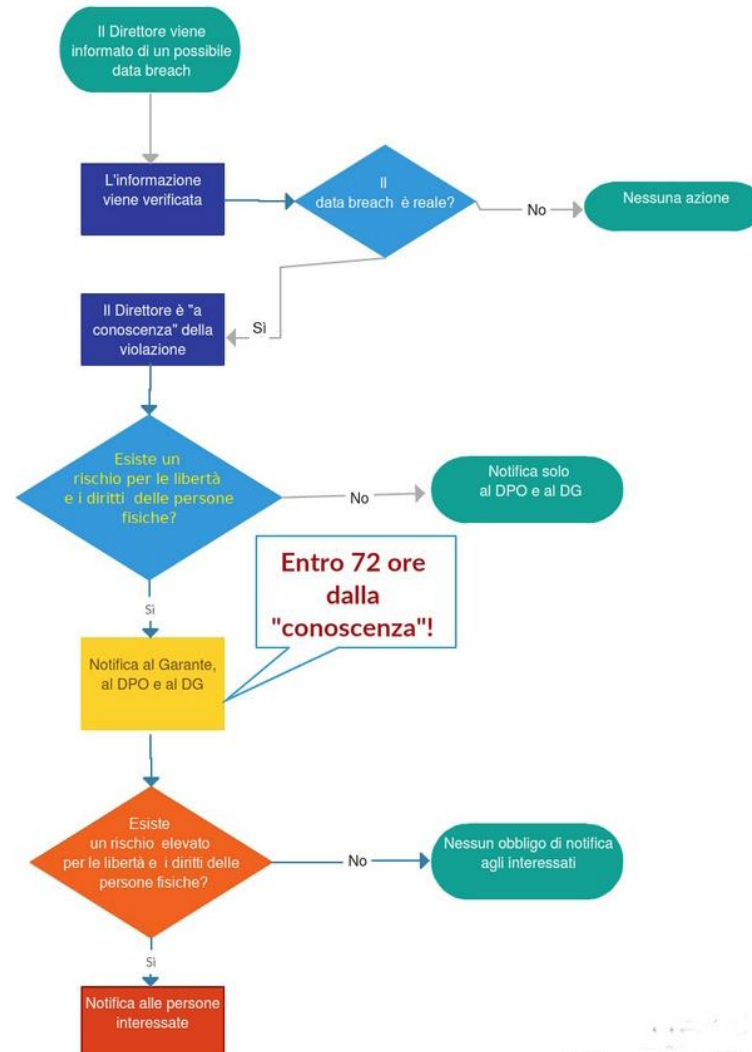 Il Direttore viene
informato di un possibile
data breach
L'informazione
viene verificata
Il
data breach è reale?
No
Nessuna azione
Sì
Il Direttore è "a
conoscenza" della
violazione
Esiste un
rischio per le libertà
e i diritti delle persone
fisiche?
No
Notifica solo
al DPO e al DG
Entro 72 ore
dalla
"conoscenza"!
Sì
Notifica al Garante,
al DPO e al DG
Esiste
un rischio elevato
per le libertà e i diritti delle
persone fisiche?
No
Nessun obbligo di notifica
agli interessati
Sì
Notifica alle persone
interessate